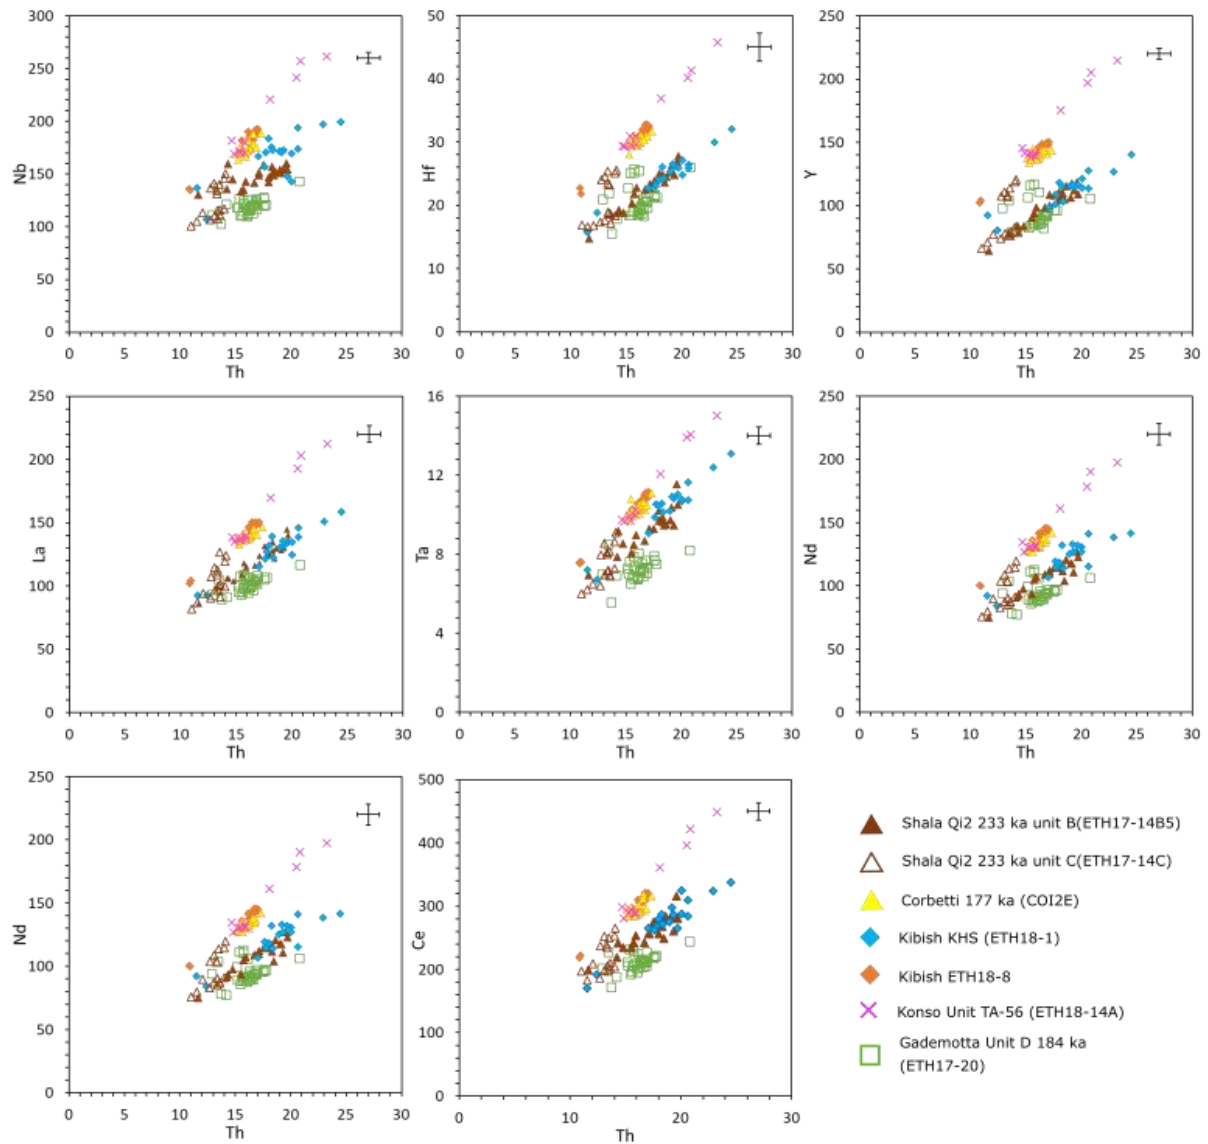 300
250
200
150
100
50
0
Nb
0 5 10 15 20 25 30
Th
50
40
30
20
10
0
Hf
0 5 10 15 20 25 30
Th
250
200
150
100
50
0
Y
0 5 10 15 20 25 30
Th
250
200
150
100
50
0
La
0 5 10 15 20 25 30
Th
16
12
8
4
0
Ta
0 5 10 15 20 25 30
Th
250
200
150
100
50
0
Nd
0 5 10 15 20 25 30
Th
250
200
150
100
50
0
Nd
0 5 10 15 20 25 30
Th
500
400
300
200
100
0
Ce
0 10 20 30
Th
Shala Qi2 233 ka unit B(ETH17-14B5)
Shala Qi2 233 ka unit C(ETH17-14C)
Corbetti 177 ka (COI2E)
Kibish KHS (ETH18-1)
Kibish ETH18-8
Konso Unit TA-56 (ETH18-14A)
Gademotta Unit D 184 ka
(ETH17-20)